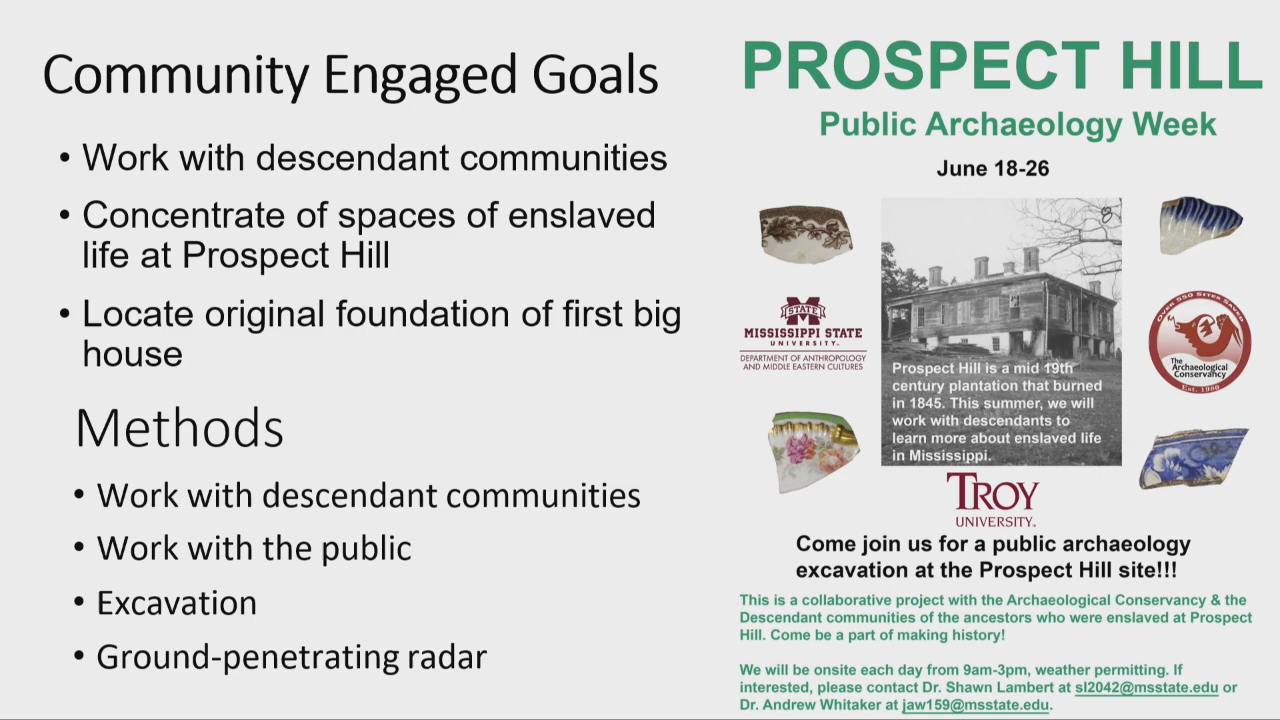 Community Engaged Goals
• Work with descendant communities
• Concentrate of spaces of enslaved
life at Prospect Hill
• Locate original foundation of first big
house
Methods
• Work with descendant communities
• Work with the public
• Excavation
• Ground-penetrating radar
PROSPECT HILL
Public Archaeology Week
June 18-26
STATE
MISSISSIPPI STATE
UNIVERSITY.
DEPARTMENT OF ANTHROPOLOGY
AND MIDDLE EASTERN CULTURES
Over 550 Sites Saved
The
Archaeological
Conservancy
Est. 1980
Prospect Hill is a mid 19th
century plantation that burned
in 1845. This summer, we will
work with descendants to
learn more about enslaved life
in Mississippi.
TROY
UNIVERSITY.
Come join us for a public archaeology
excavation at the Prospect Hill site!!!
This is a collaborative project with the Archaeological Conservancy & the
Descendant communities of the ancestors who were enslaved at Prospect
Hill. Come be a part of making history!
We will be onsite each day from 9am-3pm, weather permitting. If
interested, please contact Dr. Shawn Lambert at sl2042@msstate.edu or
Dr. Andrew Whitaker at jaw159@msstate.edu.